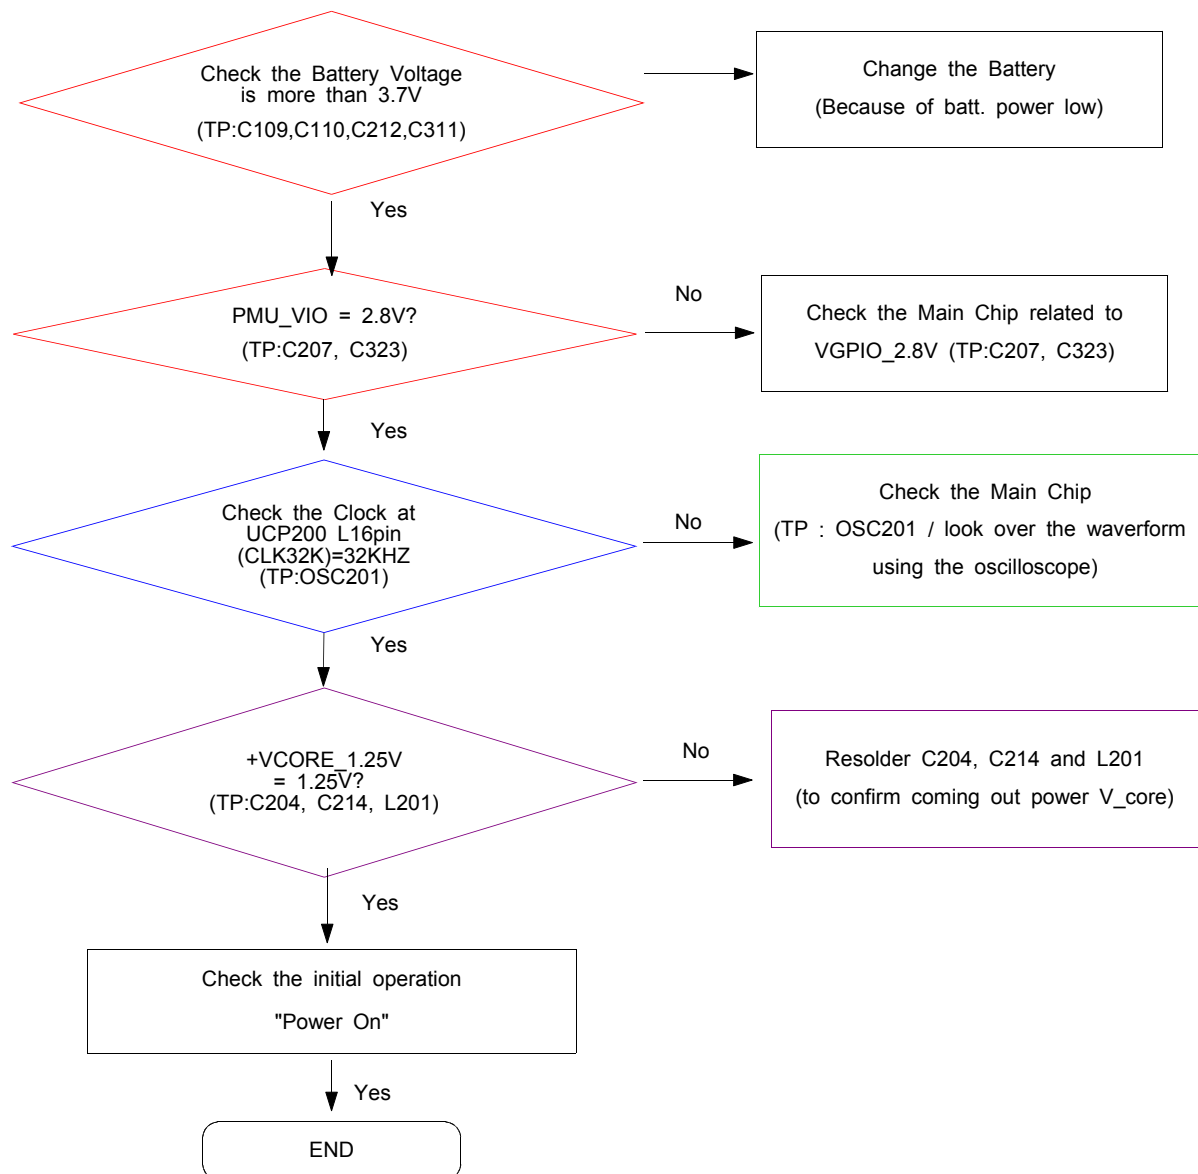 Check the Battery Voltage
is more than 3.7V
(TP:C109,C110,C212,C311)
Change the Battery
(Because of batt. power low)
Yes
PMU_VIO = 2.8V?
(TP:C207, C323)
No
Check the Main Chip related to
VGPIO_2.8V (TP:C207, C323)
Yes
Check the Clock at
UCP200 L16pin
(CLK32K)=32KHZ
(TP:OSC201)
No
Check the Main Chip
(TP : OSC201 / look over the waverform
using the oscilloscope)
Yes
+VCORE_1.25V
= 1.25V?
(TP:C204, C214, L201)
No
Resolder C204, C214 and L201
(to confirm coming out power V_core)
Yes
Check the initial operation
"Power On"
Yes
END